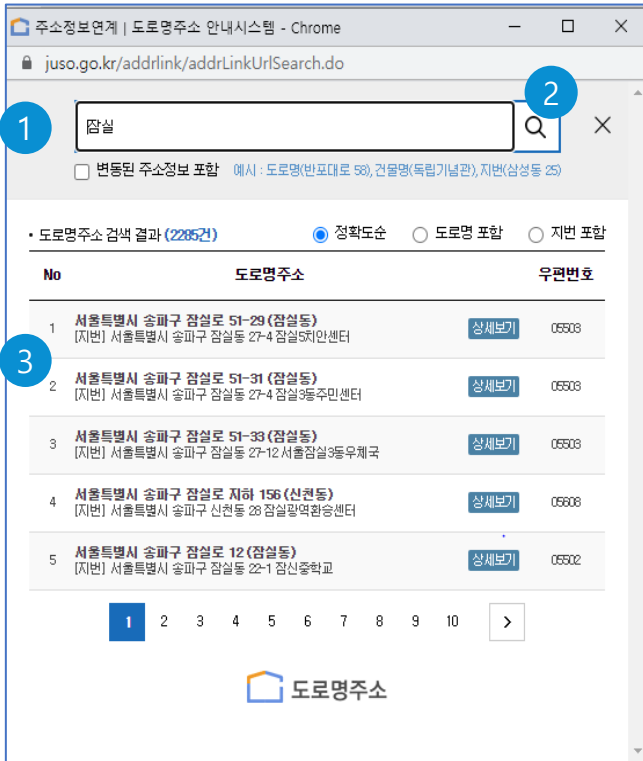 주소정보연계 | 도로명주소 안내시스템 - Chrome
juso.go.kr/addrlink/addrLinkUrlSearch.do
2
1
잠실
변동된 주소정보 포함 예시 : 도로명(반포대로 58), 건물명(독립기념관), 지번(삼성동 25)
• 도로명주소 검색 결과 (2285건) 정확도순 도로명 포함 지번 포함
No 도로명주소 우편번호
1 서울특별시 송파구 잠실로 51-29 (잠실동) 상세보기 05503
[지번] 서울특별시 송파구 잠실동 27-4 잠실5치안센터
3
2 서울특별시 송파구 잠실로 51-31 (잠실동) 상세보기 05503
[지번] 서울특별시 송파구 잠실동 27-4 잠실3동주민센터
3 서울특별시 송파구 잠실로 51-33 (잠실동) 상세보기 05503
[지번] 서울특별시 송파구 잠실동 27-12 서울잠실3동우체국
4 서울특별시 송파구 잠실로 지하 156 (신천동) 상세보기 05608
[지번] 서울특별시 송파구 신천동 28 잠실광역환승센터
5 서울특별시 송파구 잠실로 12 (잠실동) 상세보기 05502
[지번] 서울특별시 송파구 잠실동 22-1 잠신중학교
1 2 3 4 5 6 7 8 9 10 >
도로명주소